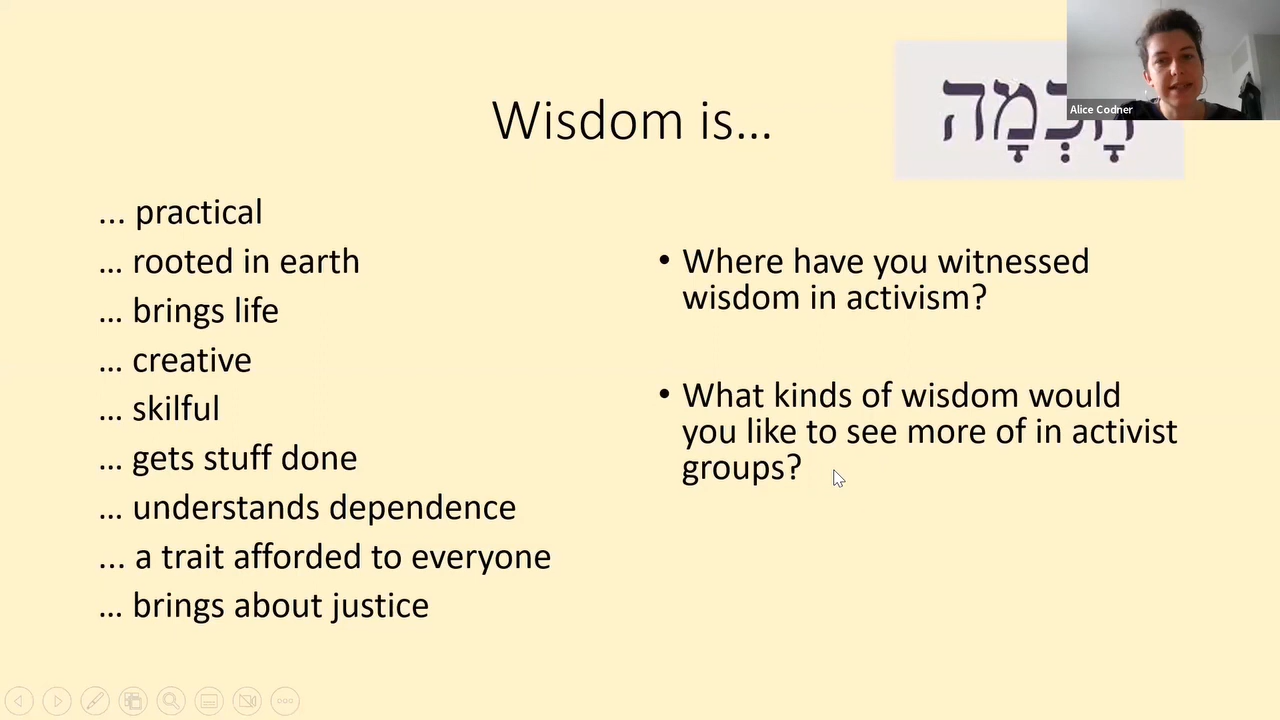 Wisdom is...
חָכְמָה
Alice Codner
... practical
... rooted in earth
... brings life
... creative
... skilful
... gets stuff done
... understands dependence
... a trait afforded to everyone
... brings about justice
• Where have you witnessed
wisdom in activism?
• What kinds of wisdom would
you like to see more of in activist
groups?